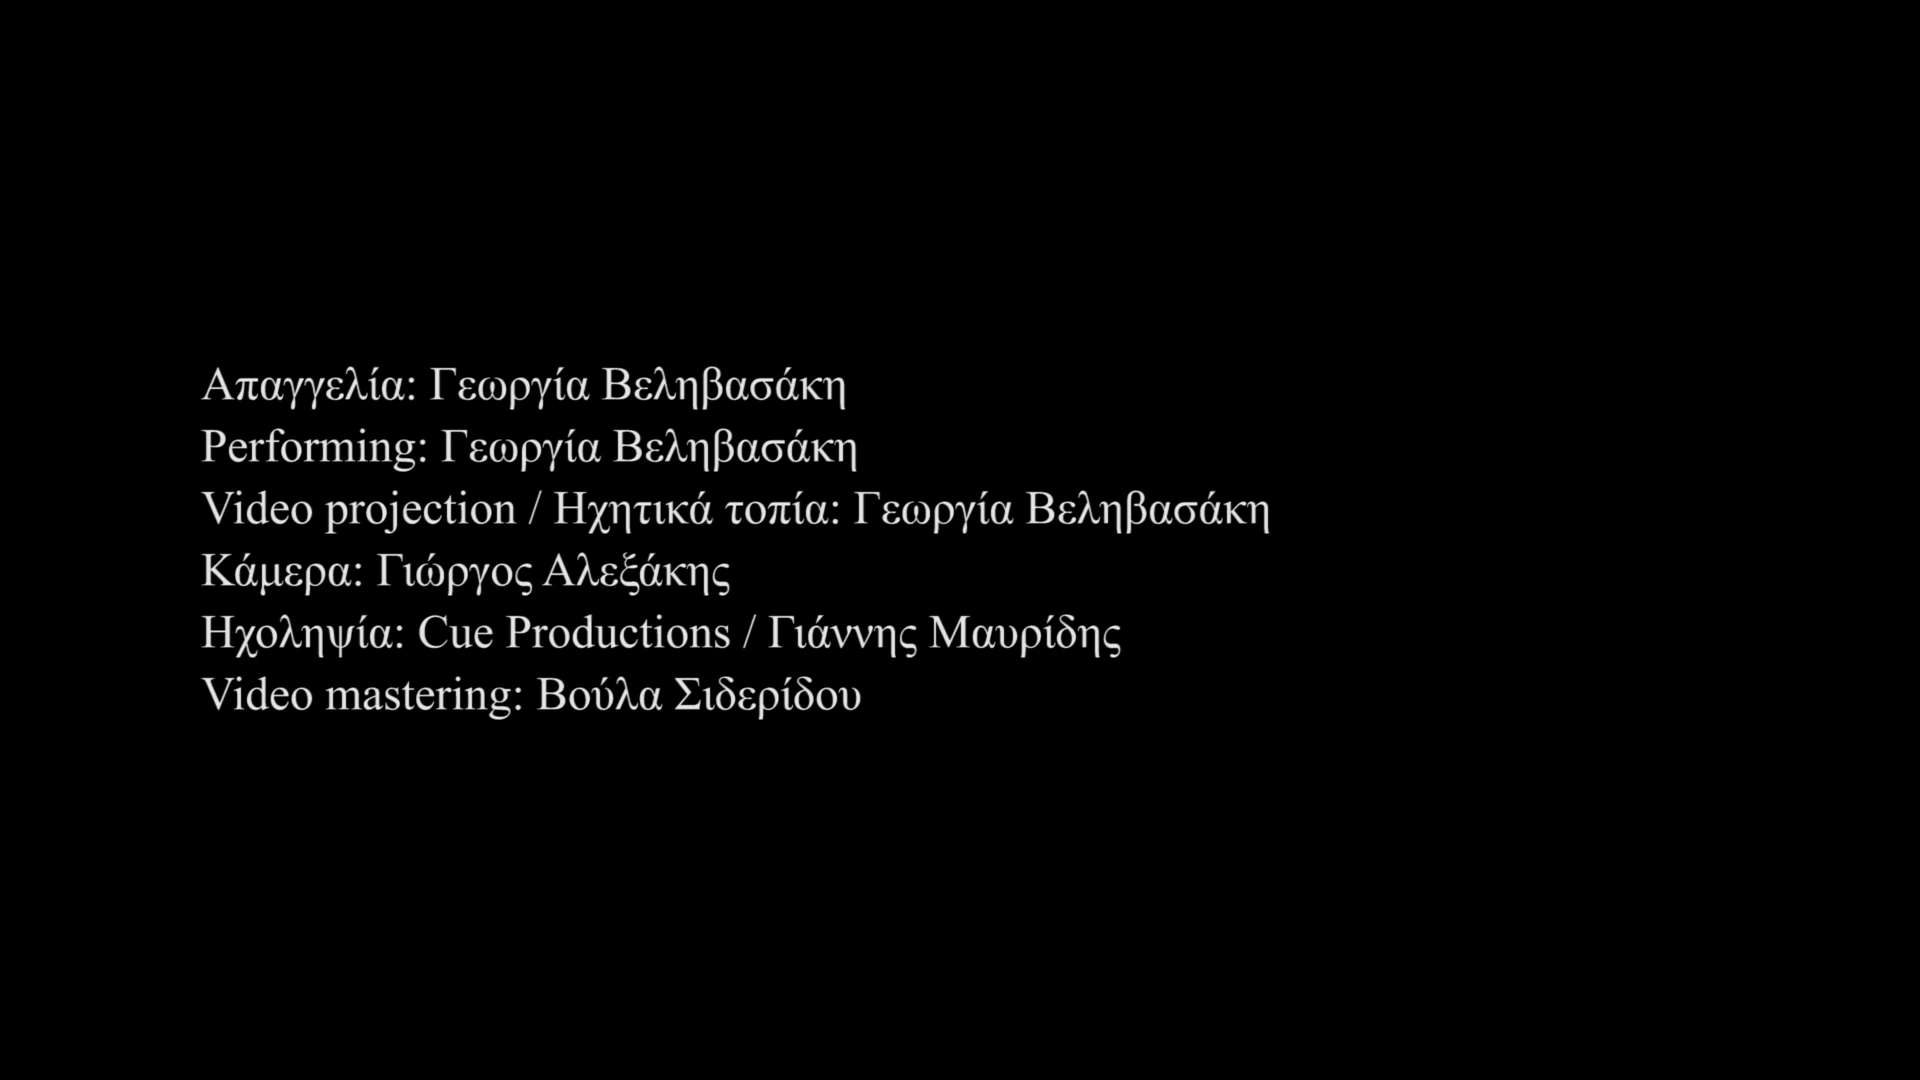 Απαγγελία: Γεωργία Βεληβασάκη
Performing: Γεωργία Βεληβασάκη
Video projection / Ηχητικά τοπία: Γεωργία Βεληβασάκη
Κάμερα: Γιώργος Αλεξάκης
Ηχοληψία: Cue Productions / Γιάννης Μαυρίδης
Video mastering: Βούλα Σιδερίδου